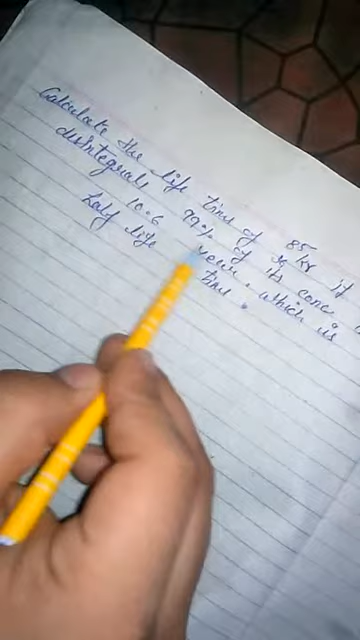 Calculate the life time of 85 Kr if
disintegrals 99% of its conc
10.6 year. which is
half life time.